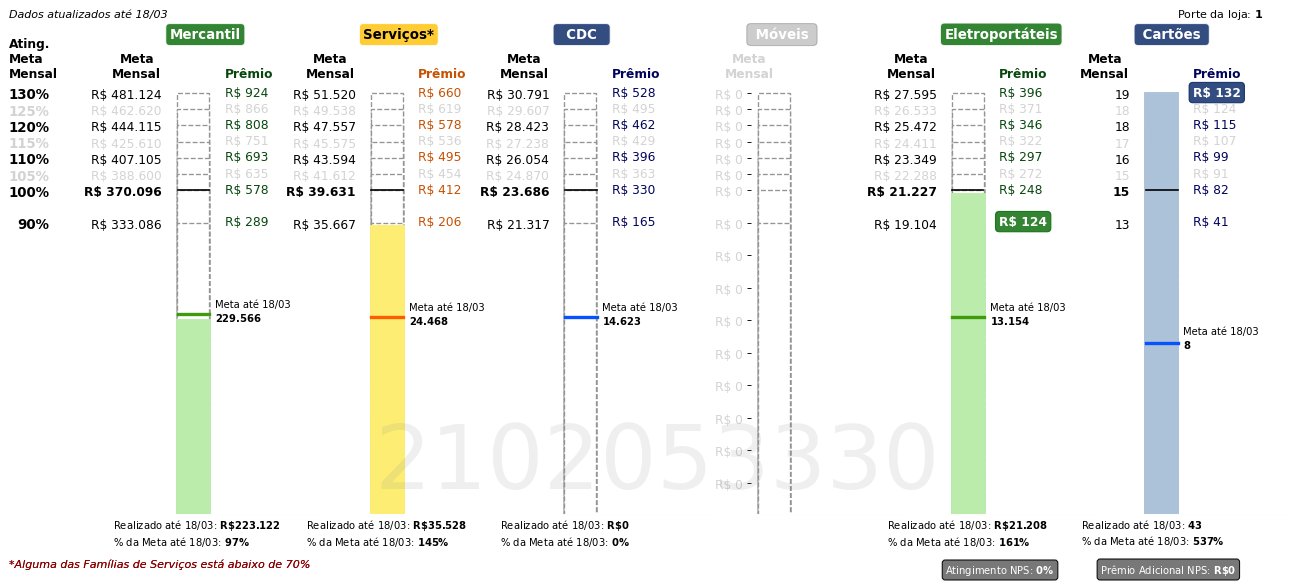 Dados atualizados até 18/03
Porte da loja: 1
Mercantil Serviços* CDC Móveis Eletroportáteis Cartões
Ating. Meta Mensal
Meta Mensal Prêmio Meta Mensal Prêmio Meta Mensal Prêmio Meta Mensal Meta Mensal Prêmio Meta Mensal Prêmio
130% R$ 481.124 R$ 924 R$ 51.520 R$ 660 R$ 30.791 R$ 528 R$ 0 R$ 27.595 R$ 396 19 R$ 132
125% R$ 462.620 R$ 866 R$ 49.538 R$ 619 R$ 29.607 R$ 495 R$ 0 R$ 26.533 R$ 371 18 R$ 124
120% R$ 444.115 R$ 808 R$ 47.557 R$ 578 R$ 28.423 R$ 462 R$ 0 R$ 25.472 R$ 346 18 R$ 115
115% R$ 425.610 R$ 751 R$ 45.575 R$ 536 R$ 27.238 R$ 429 R$ 0 R$ 24.411 R$ 322 17 R$ 107
110% R$ 407.105 R$ 693 R$ 43.594 R$ 495 R$ 26.054 R$ 396 R$ 0 R$ 23.349 R$ 297 16 R$ 99
105% R$ 388.600 R$ 635 R$ 41.612 R$ 454 R$ 24.870 R$ 363 R$ 0 R$ 22.288 R$ 272 15 R$ 91
100% R$ 370.096 R$ 578 R$ 39.631 R$ 412 R$ 23.686 R$ 330 R$ 0 R$ 21.227 R$ 248 15 R$ 82
90% R$ 333.086 R$ 289 R$ 35.667 R$ 206 R$ 21.317 R$ 165 R$ 0 R$ 19.104 R$ 124 13 R$ 41
R$ 0
R$ 0
Meta até 18/03 229.566
Meta até 18/03 24.468
Meta até 18/03 14.623
R$ 0
Meta até 18/03 13.154
Meta até 18/03 8
R$ 0
R$ 0
R$ 0
R$ 0
R$ 0
2102053330
Realizado até 18/03: R$223.122 Realizado até 18/03: R$35.528 Realizado até 18/03: R$0 Realizado até 18/03: R$21.208 Realizado até 18/03: 43
% da Meta até 18/03: 97% % da Meta até 18/03: 145% % da Meta até 18/03: 0% % da Meta até 18/03: 161% % da Meta até 18/03: 537%
*Alguma das Famílias de Serviços está abaixo de 70%
Atingimento NPS: 0% Prêmio Adicional NPS: R$0